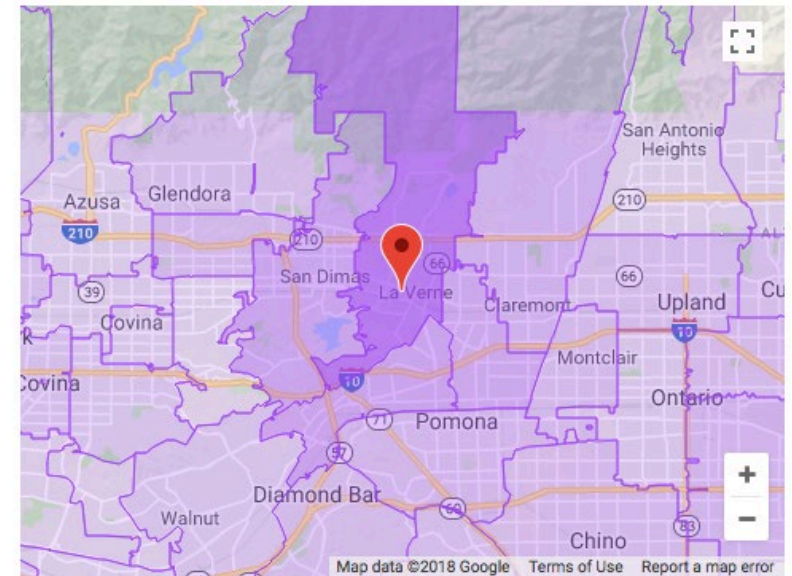 San Antonio
Heights
Azusa
Glendora
210
210
210
San Dimas
66
La Verne
66
39
Claremont
Upland
Cu
Covina
10
k
Montclair
Covina
10
Ontario
71
Pomona
57
+
Diamond Bar
60
−
Walnut
83
Chino
Map data ©2018 Google Terms of Use Report a map error